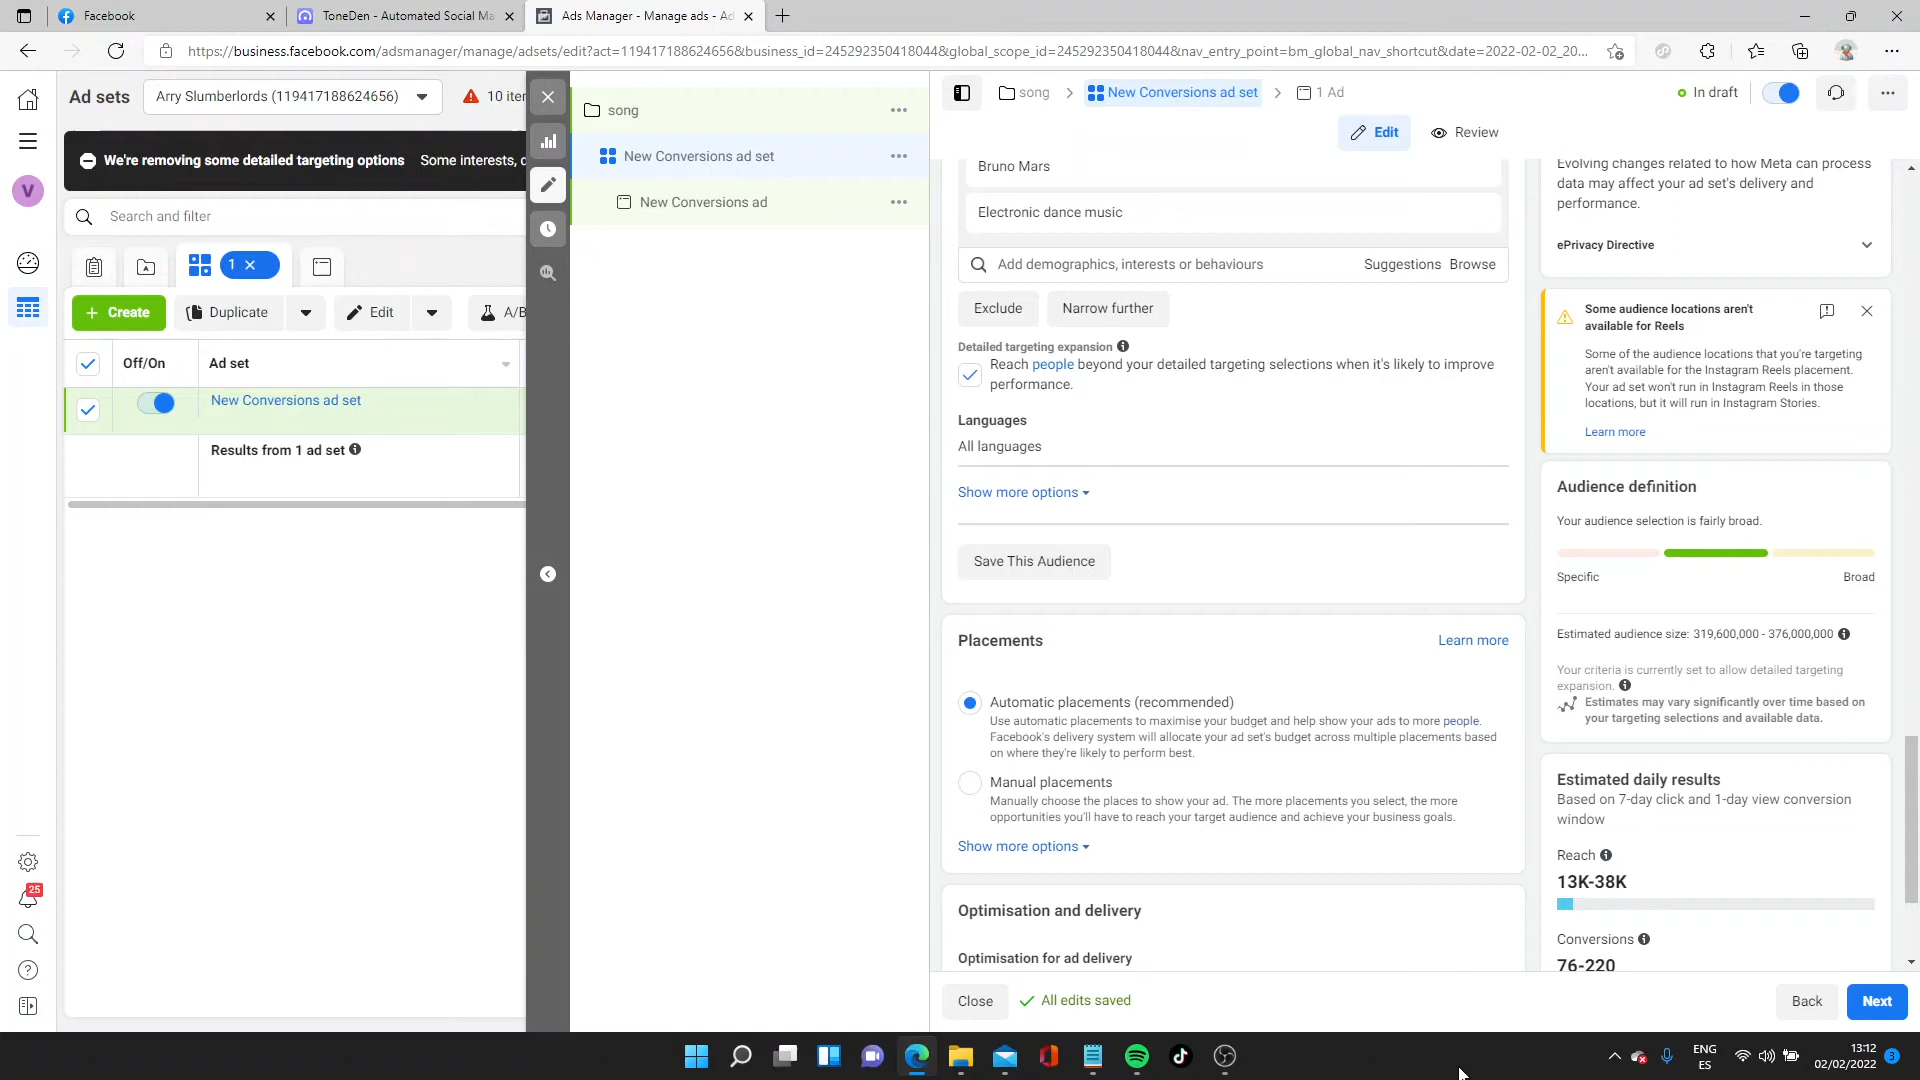 Facebook
ToneDen - Automated Social Ma
Ads Manager - Manage ads - Ad
https://business.facebook.com/adsmanager/manage/adsets/edit?act=119417188624656&business_id=245292350418044&global_scope_id=245292350418044&nav_entry_point=bm_global_nav_shortcut&date=2022-02-02_20...
Ad sets
Arry Slumberlords (119417188624656)
10 iter
song
song
New Conversions ad set
1 Ad
In draft
Edit
Review
We're removing some detailed targeting options
Some interests, c
New Conversions ad set
New Conversions ad
V
Search and filter
1
Create
Duplicate
Edit
A/B
Off/On
Ad set
New Conversions ad set
Results from 1 ad set
25
Bruno Mars
Electronic dance music
Add demographics, interests or behaviours
Suggestions
Browse
Exclude
Narrow further
Detailed targeting expansion
Reach people beyond your detailed targeting selections when it's likely to improve
performance.
Languages
All languages
Show more options
Save This Audience
Placements
Learn more
Automatic placements (recommended)
Use automatic placements to maximise your budget and help show your ads to more people.
Facebook's delivery system will allocate your ad set's budget across multiple placements based
on where they're likely to perform best.
Manual placements
Manually choose the places to show your ad. The more placements you select, the more
opportunities you'll have to reach your target audience and achieve your business goals.
Show more options
Optimisation and delivery
Optimisation for ad delivery
Evolving changes related to how Meta can process
data may affect your ad set's delivery and
performance.
ePrivacy Directive
Some audience locations aren't
available for Reels
Some of the audience locations that you're targeting
aren't available for the Instagram Reels placement.
Your ad set won't run in Instagram Reels in those
locations, but it will run in Instagram Stories.
Learn more
Audience definition
Your audience selection is fairly broad.
Specific
Broad
Estimated audience size: 319,600,000 - 376,000,000
Your criteria is currently set to allow detailed targeting
expansion.
Estimates may vary significantly over time based on
your targeting selections and available data.
Estimated daily results
Based on 7-day click and 1-day view conversion
window
Reach
13K-38K
Conversions
76-220
Close
All edits saved
Back
Next
ENG
ES
13:12
02/02/2022
3